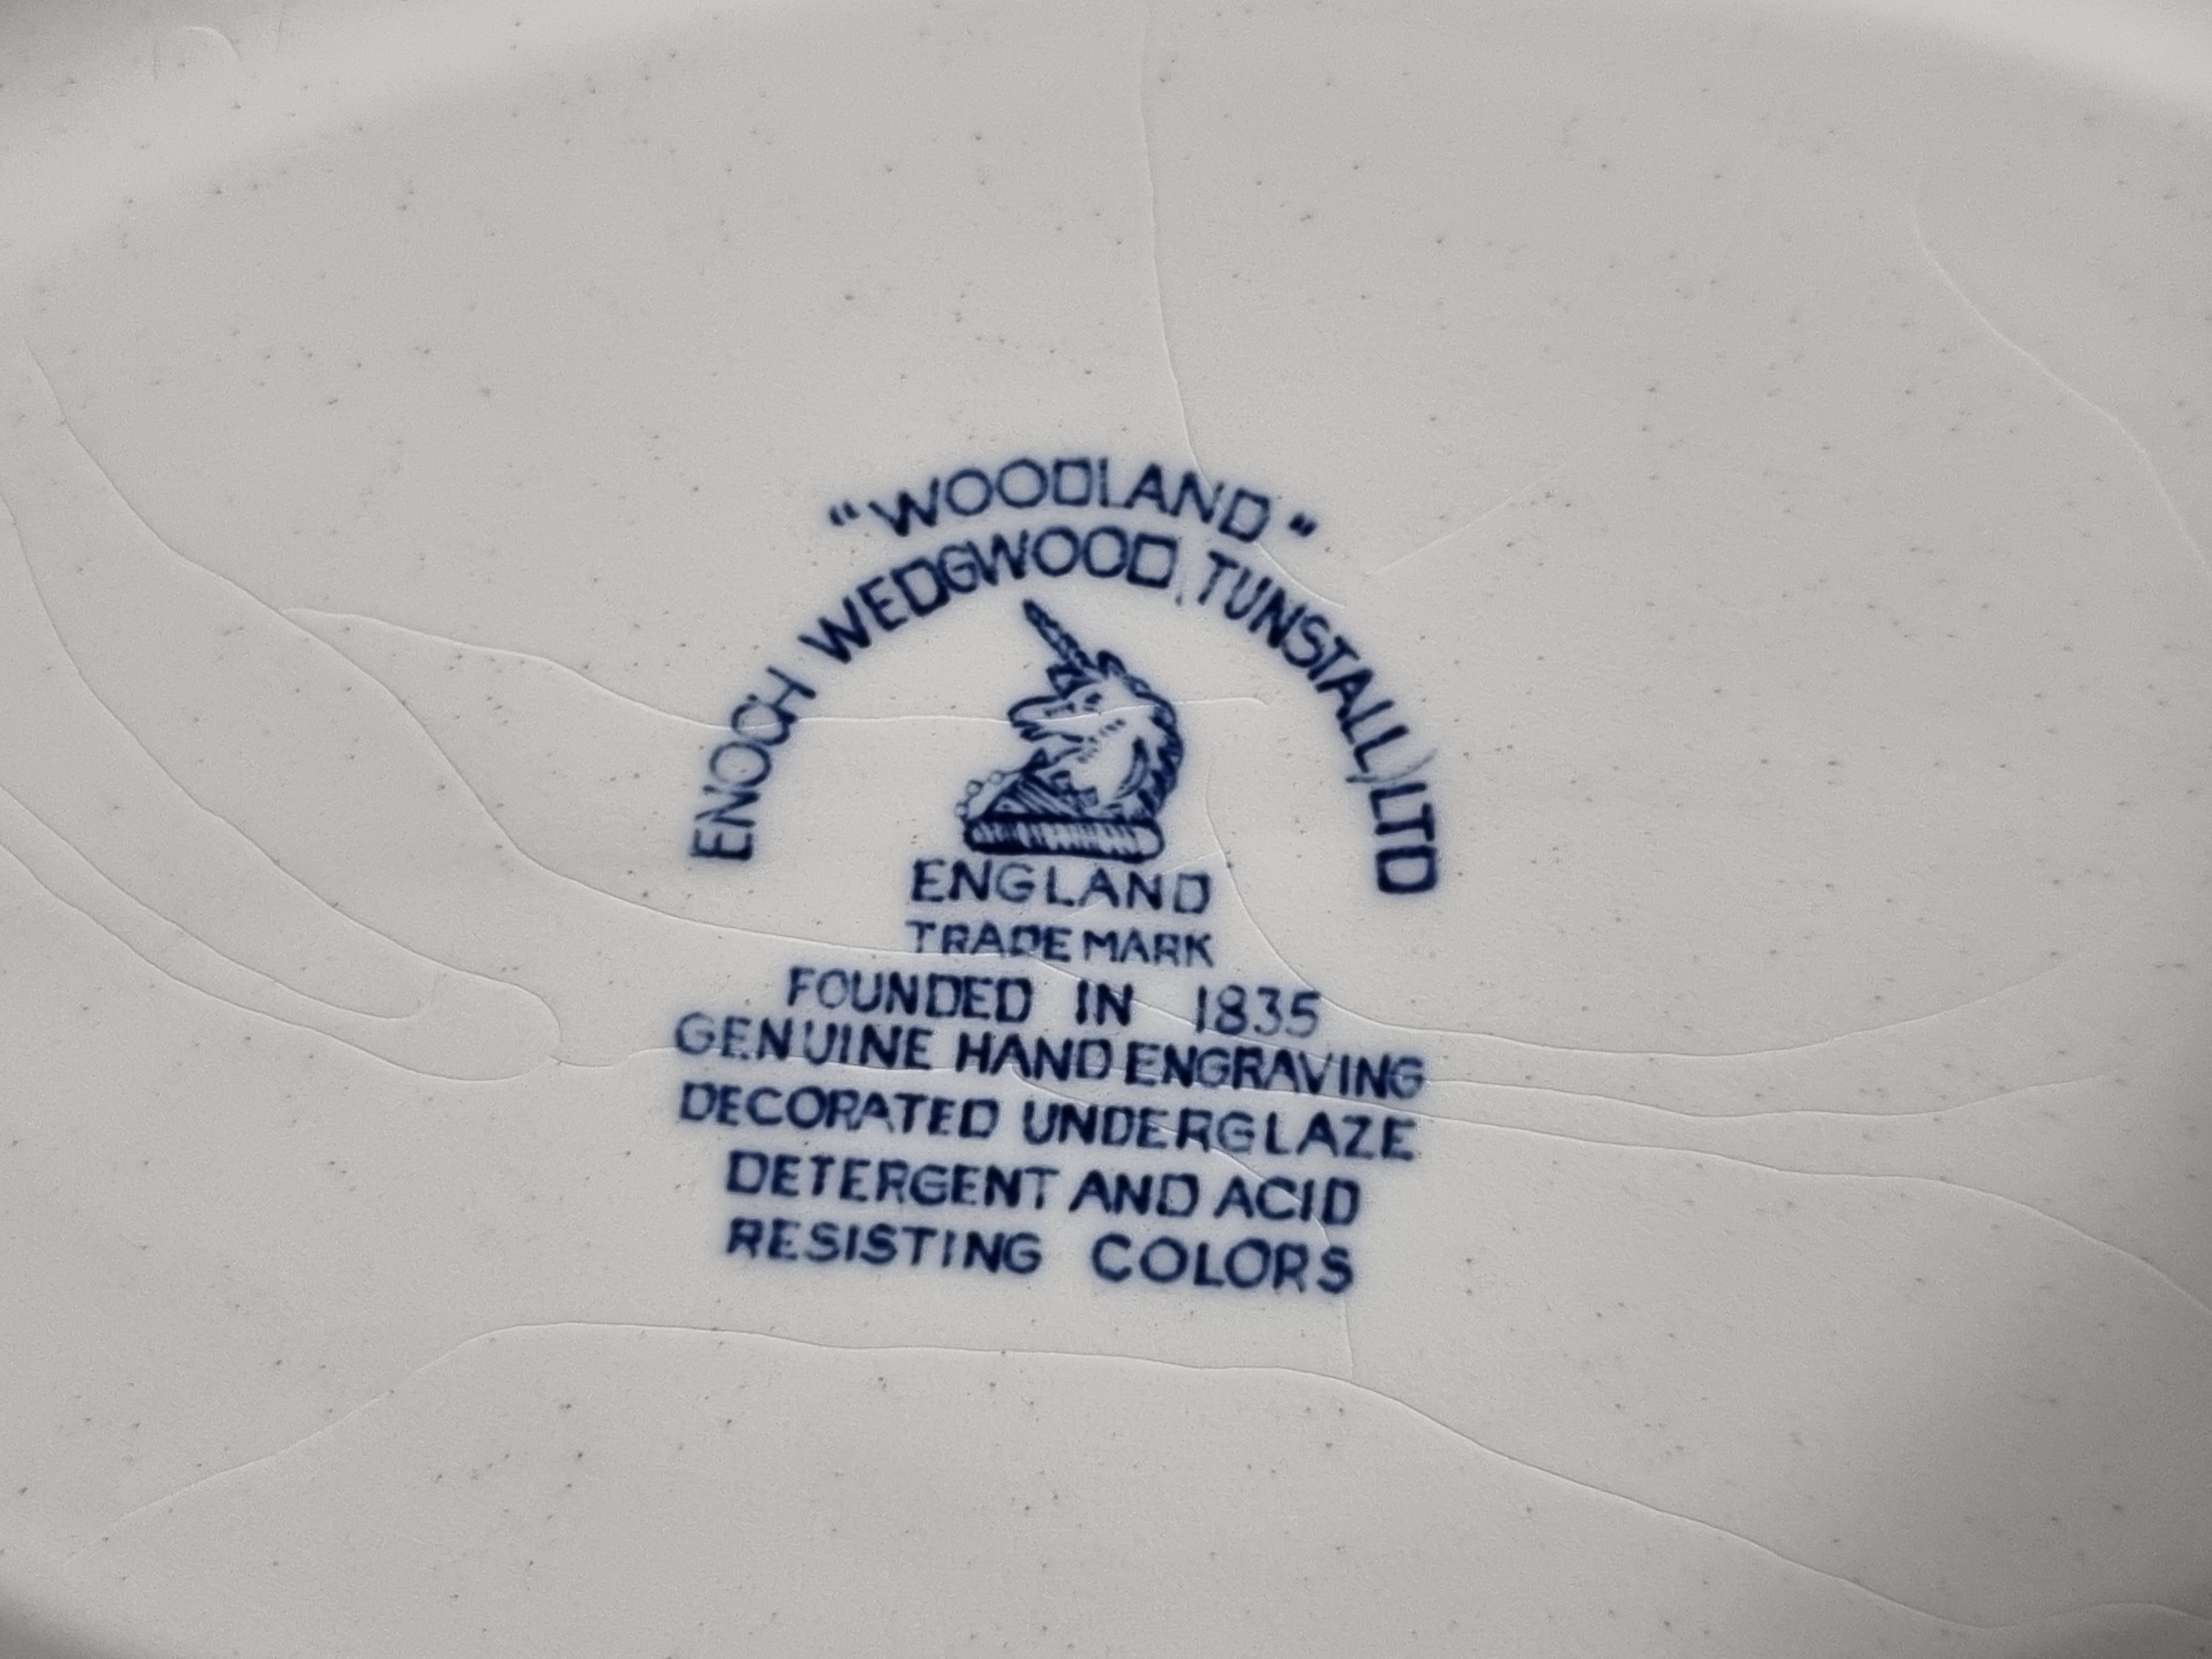 "WOODLAND"
ENOCH WEDGWOOD (TUNSTALL) LTD
ENGLAND
TRADE MARK
FOUNDED IN 1835
GENUINE HAND ENGRAVING
DECORATED UNDERGLAZE
DETERGENT AND ACID
RESISTING COLORS